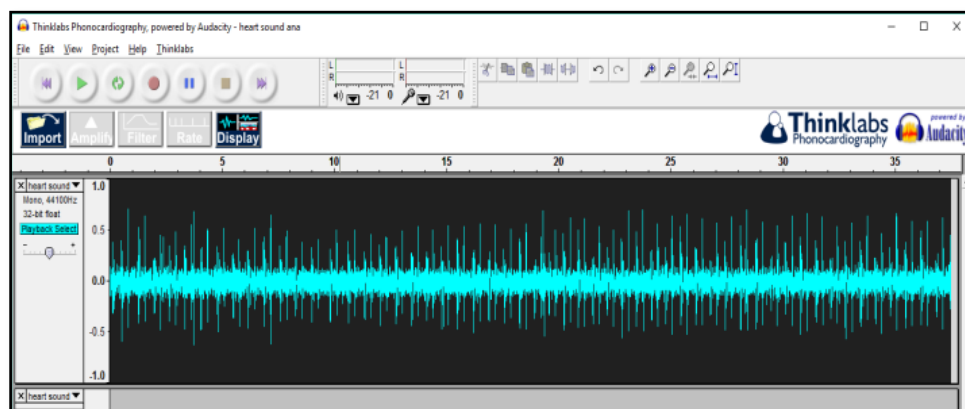 Thinklabs Phonocardiography, powered by Audacity - heart sound ana
File Edit View Project Help Thinklabs
L
R
-21 0
L
R
-21 0
Import Amplify Filter Rate Display
Thinklabs
Phonocardiography
powered by
Audacity
0 5 10 15 20 25 30 35
X heart sound
Mono, 44100Hz
32-bit float
Playback Select
- +
1.0
0.5
0.0
-0.5
-1.0
X heart sound